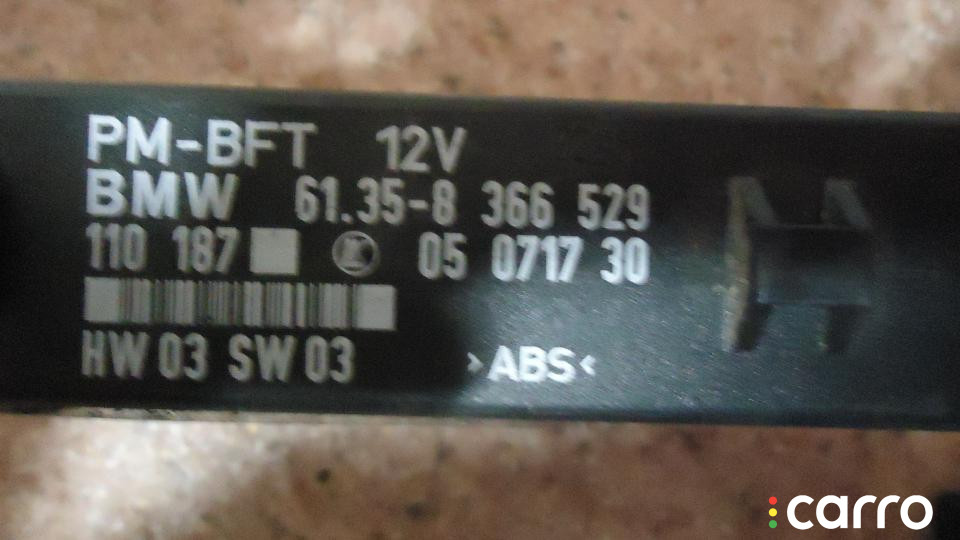 PM-BFT 12V
BMW 61.35-8 366 529
110 187 K 05 0717 30
HW 03 SW 03
>ABS<
carro